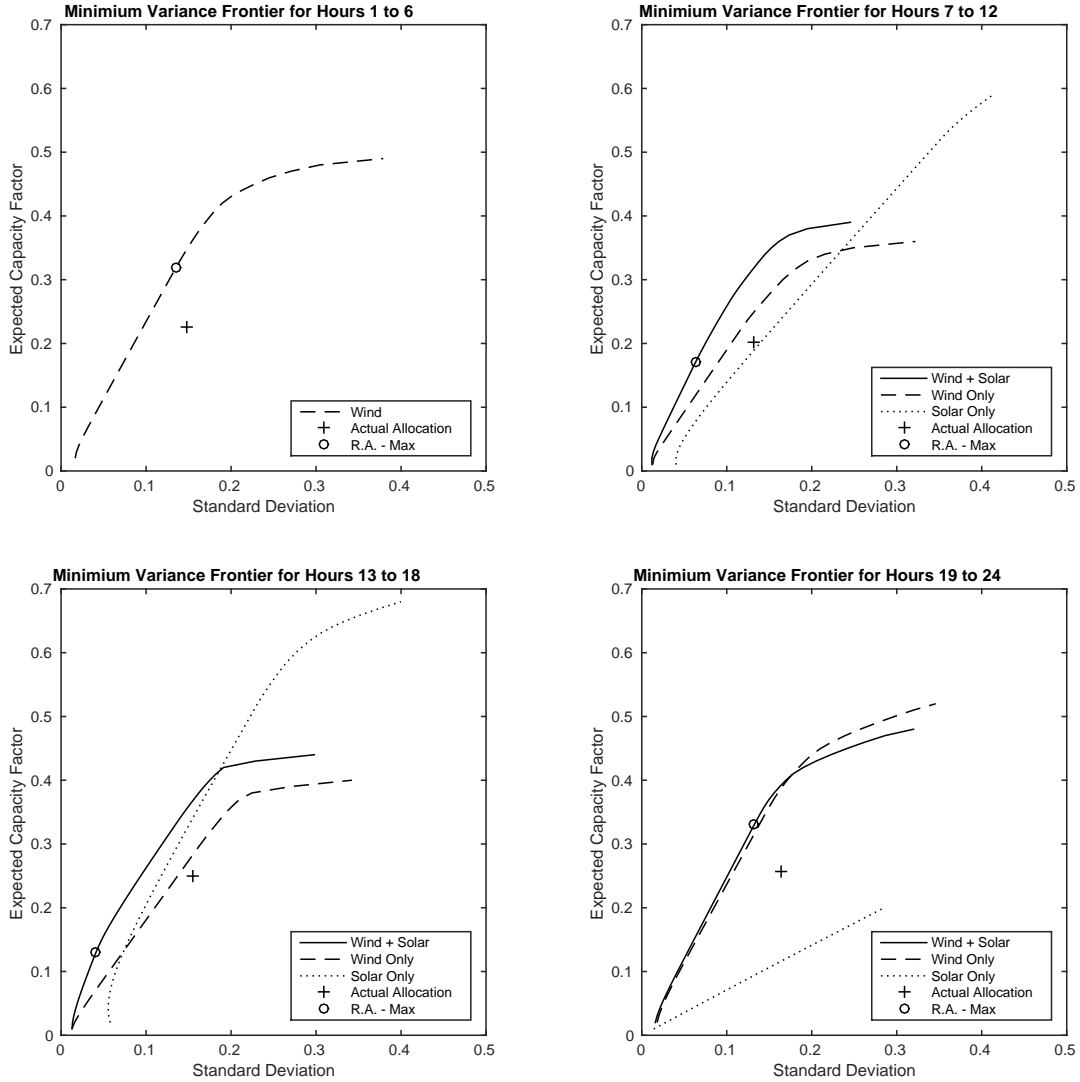 Minimium Variance Frontier for Hours 1 to 6
0.7
0.6
0.5
0.4
0.3
0.2
0.1
0
Expected Capacity Factor
Wind
Actual Allocation
R.A. - Max
0 0.1 0.2 0.3 0.4 0.5
Standard Deviation
Minimium Variance Frontier for Hours 7 to 12
0.7
0.6
0.5
0.4
0.3
0.2
0.1
0
Expected Capacity Factor
Wind + Solar
Wind Only
Solar Only
Actual Allocation
R.A. - Max
0 0.1 0.2 0.3 0.4 0.5
Standard Deviation
Minimium Variance Frontier for Hours 13 to 18
0.7
0.6
0.5
0.4
0.3
0.2
0.1
0
Expected Capacity Factor
Wind + Solar
Wind Only
Solar Only
Actual Allocation
R.A. - Max
0 0.1 0.2 0.3 0.4 0.5
Standard Deviation
Minimium Variance Frontier for Hours 19 to 24
0.7
0.6
0.5
0.4
0.3
0.2
0.1
0
Expected Capacity Factor
Wind + Solar
Wind Only
Solar Only
Actual Allocation
R.A. - Max
0 0.1 0.2 0.3 0.4 0.5
Standard Deviation